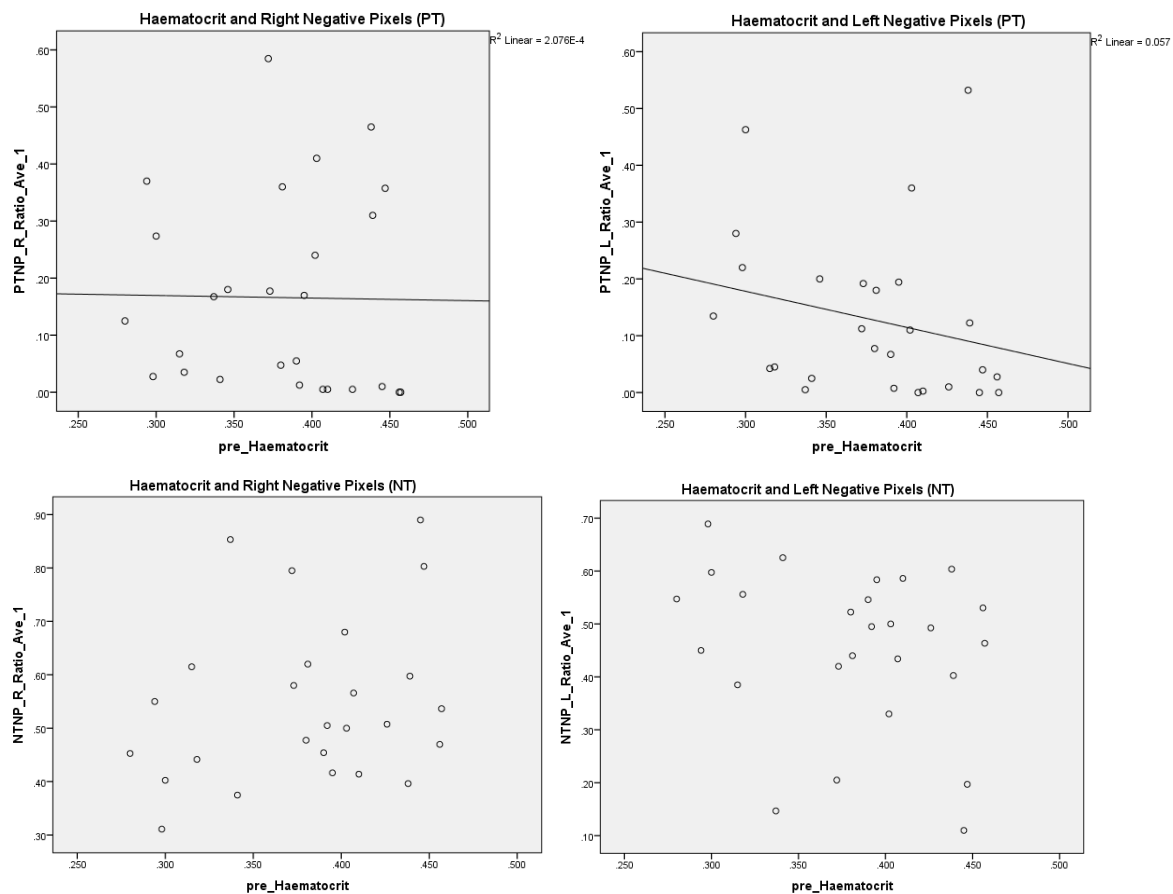 Haematocrit and Right Negative Pixels (PT)
R² Linear = 2.076E-4
PTNP_R_Ratio_Ave_1
.60
.50
.40
.30
.20
.10
.00
.250 .300 .350 .400 .450 .500
pre_Haematocrit
Haematocrit and Left Negative Pixels (PT)
R² Linear = 0.057
PTNP_L_Ratio_Ave_1
.60
.50
.40
.30
.20
.10
.00
.250 .300 .350 .400 .450 .500
pre_Haematocrit
Haematocrit and Right Negative Pixels (NT)
NTNP_R_Ratio_Ave_1
.90
.80
.70
.60
.50
.40
.30
.250 .300 .350 .400 .450 .500
pre_Haematocrit
Haematocrit and Left Negative Pixels (NT)
NTNP_L_Ratio_Ave_1
.70
.60
.50
.40
.30
.20
.10
.250 .300 .350 .400 .450 .500
pre_Haematocrit